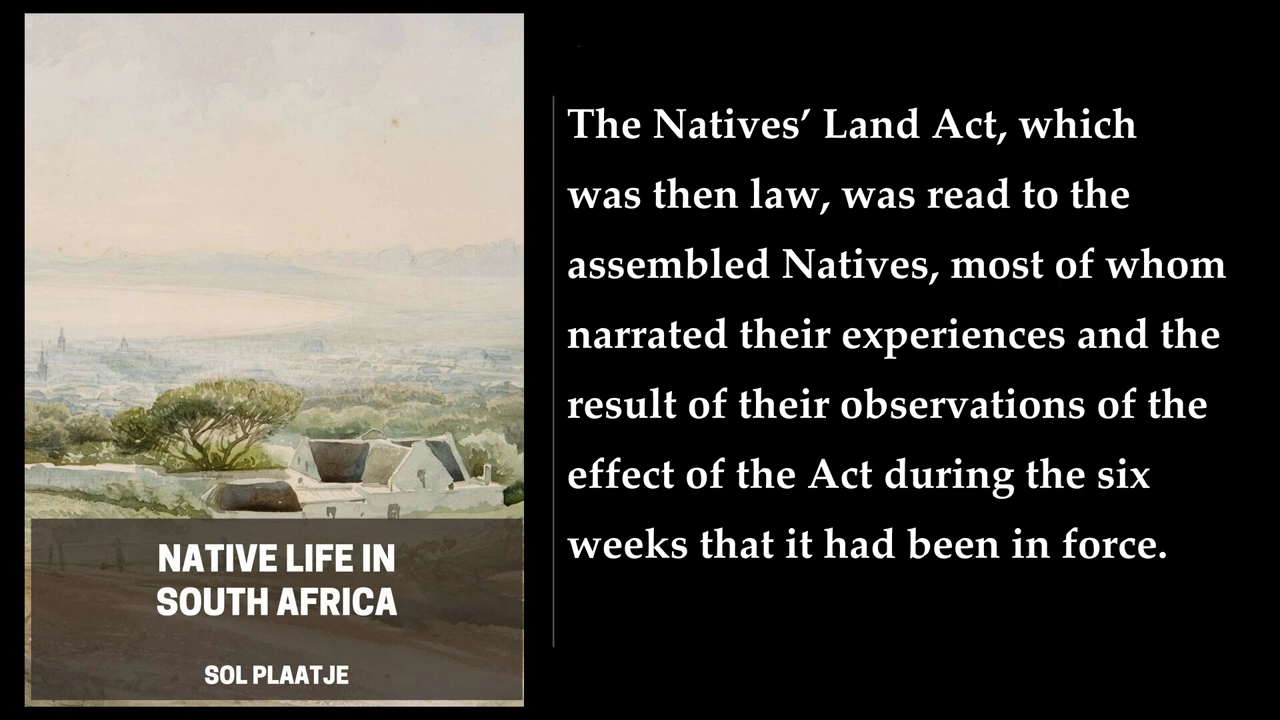 NATIVE LIFE IN
SOUTH AFRICA
SOL PLAATJE
The Natives’ Land Act, which
was then law, was read to the
assembled Natives, most of whom
narrated their experiences and the
result of their observations of the
effect of the Act during the six
weeks that it had been in force.